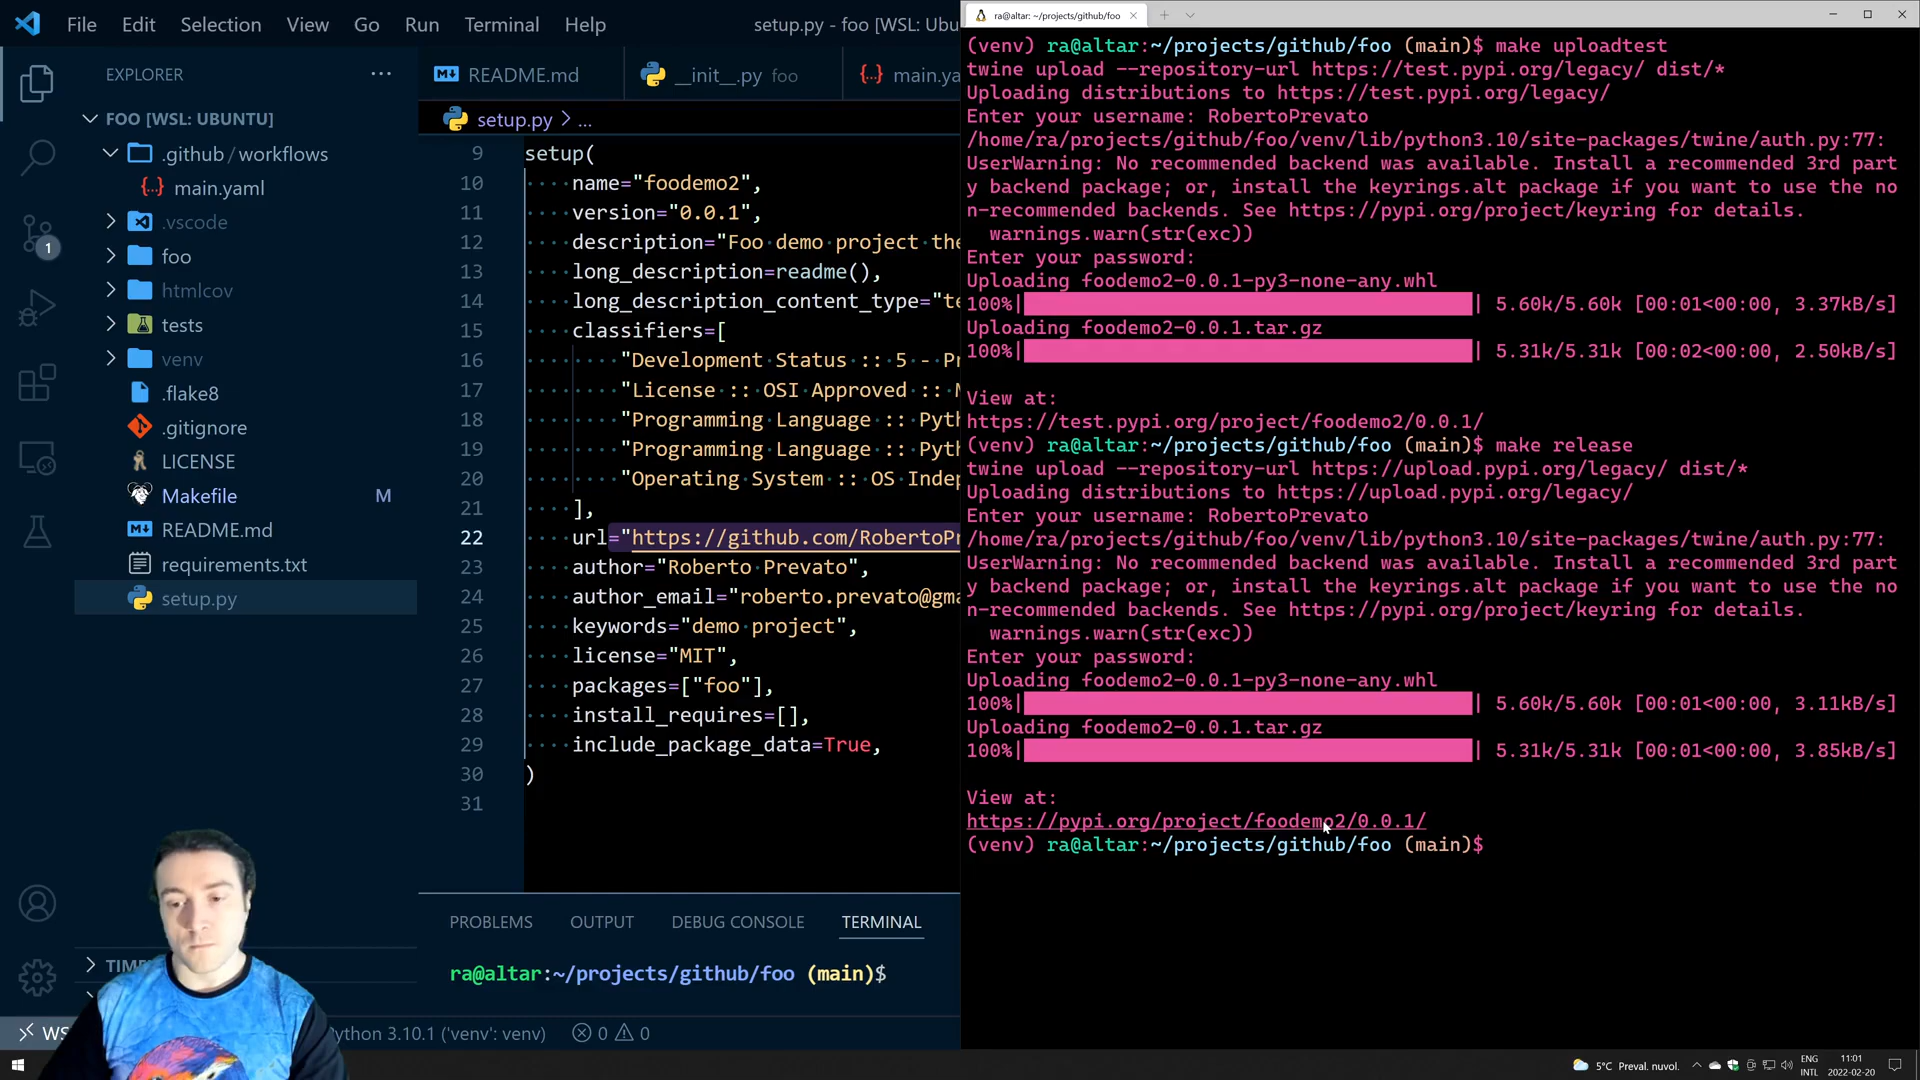 File Edit Selection View Go Run Terminal Help
setup.py - foo [WSL: Ubu
EXPLORER
FOO [WSL: UBUNTU]
.github / workflows
main.yaml
.vscode
foo
htmlcov
tests
venv
.flake8
.gitignore
LICENSE
Makefile M
README.md
requirements.txt
setup.py
1
README.md
__init__.py foo
main.ya
setup.py > ...
9 setup(
10 ····name="foodemo2",
11 ····version="0.0.1",
12 ····description="Foo·demo·project·the
13 ····long_description=readme(),
14 ····long_description_content_type="te
15 ····classifiers=[
16 ········"Development·Status·::·5·-·Pr
17 ········"License·::·OSI·Approved·::·M
18 ········"Programming·Language·::·Pyth
19 ········"Programming·Language·::·Pyth
20 ········"Operating·System·::·OS·Indep
21 ····],
22 ····url="https://github.com/RobertoPr
23 ····author="Roberto·Prevato",
24 ····author_email="roberto.prevato@gma
25 ····keywords="demo·project",
26 ····license="MIT",
27 ····packages=["foo"],
28 ····install_requires=[],
29 ····include_package_data=True,
30 )
31
PROBLEMS OUTPUT DEBUG CONSOLE TERMINAL
ra@altar:~/projects/github/foo (main)$
TIME
WS
ython 3.10.1 ('venv': venv) 0 0
ra@altar: ~/projects/github/foo
(venv) ra@altar:~/projects/github/foo (main)$ make uploadtest
twine upload --repository-url https://test.pypi.org/legacy/ dist/*
Uploading distributions to https://test.pypi.org/legacy/
Enter your username: RobertoPrevato
/home/ra/projects/github/foo/venv/lib/python3.10/site-packages/twine/auth.py:77:
UserWarning: No recommended backend was available. Install a recommended 3rd part
y backend package; or, install the keyrings.alt package if you want to use the no
n-recommended backends. See https://pypi.org/project/keyring for details.
warnings.warn(str(exc))
Enter your password:
Uploading foodemo2-0.0.1-py3-none-any.whl
100%| | 5.60k/5.60k [00:01<00:00, 3.37kB/s]
Uploading foodemo2-0.0.1.tar.gz
100%| | 5.31k/5.31k [00:02<00:00, 2.50kB/s]
View at:
https://test.pypi.org/project/foodemo2/0.0.1/
(venv) ra@altar:~/projects/github/foo (main)$ make release
twine upload --repository-url https://upload.pypi.org/legacy/ dist/*
Uploading distributions to https://upload.pypi.org/legacy/
Enter your username: RobertoPrevato
/home/ra/projects/github/foo/venv/lib/python3.10/site-packages/twine/auth.py:77:
UserWarning: No recommended backend was available. Install a recommended 3rd part
y backend package; or, install the keyrings.alt package if you want to use the no
n-recommended backends. See https://pypi.org/project/keyring for details.
warnings.warn(str(exc))
Enter your password:
Uploading foodemo2-0.0.1-py3-none-any.whl
100%| | 5.60k/5.60k [00:01<00:00, 3.11kB/s]
Uploading foodemo2-0.0.1.tar.gz
100%| | 5.31k/5.31k [00:01<00:00, 3.85kB/s]
View at:
https://pypi.org/project/foodemo2/0.0.1/
(venv) ra@altar:~/projects/github/foo (main)$
5°C Preval. nuvol.
ENG
INTL
11:01
2022-02-20